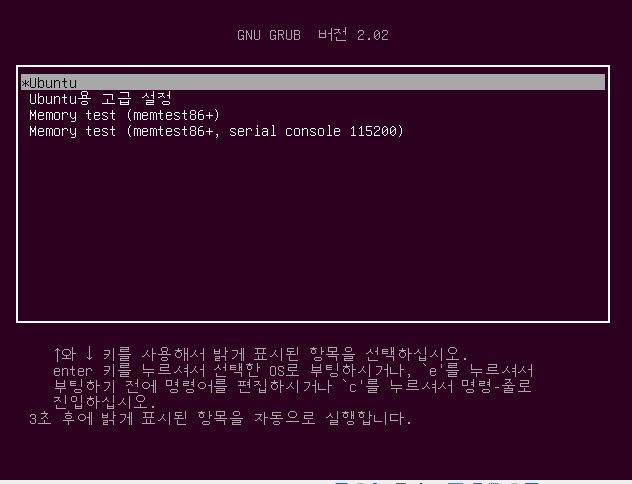 GNU GRUB 버전 2.02
*Ubuntu
Ubuntu용 고급 설정
Memory test (memtest86+)
Memory test (memtest86+, serial console 115200)
↑와 ↓ 키를 사용해서 밝게 표시된 항목을 선택하십시오.
enter 키를 누르셔서 선택한 OS로 부팅하시거나, `e'를 누르셔서
부팅하기 전에 명령어를 편집하시거나 `c'를 누르셔서 명령-줄로
진입하십시오.
3초 후에 밝게 표시된 항목을 자동으로 실행합니다.